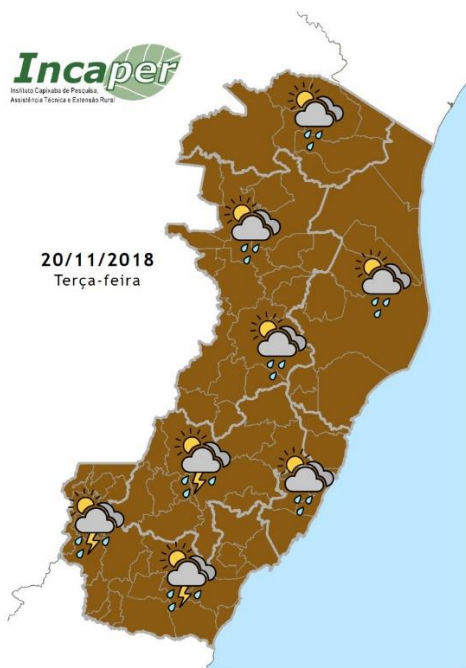 Incaper
Instituto Capixaba de Pesquisa,
Assistência Técnica e Extensão Rural
20/11/2018
Terça-feira